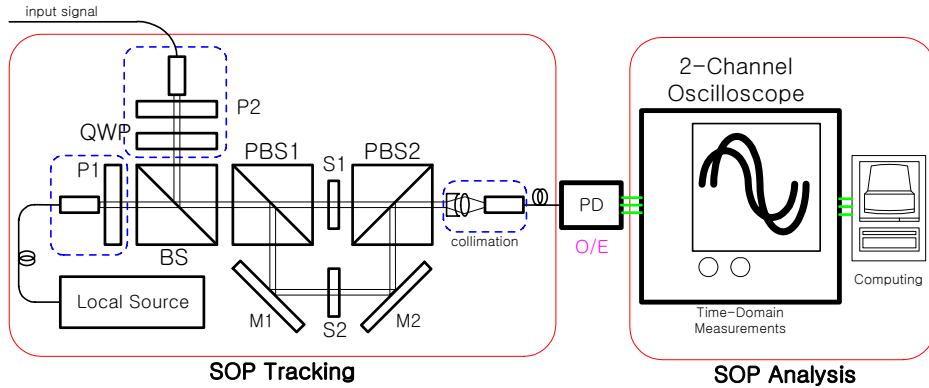 input signal
2-Channel
Oscilloscope
P2
QWP
P1
PBS1
S1
PBS2
PD
BS
collimation
O/E
Local Source
M1
S2
M2
Time-Domain
Measurements
Computing
SOP Tracking
SOP Analysis